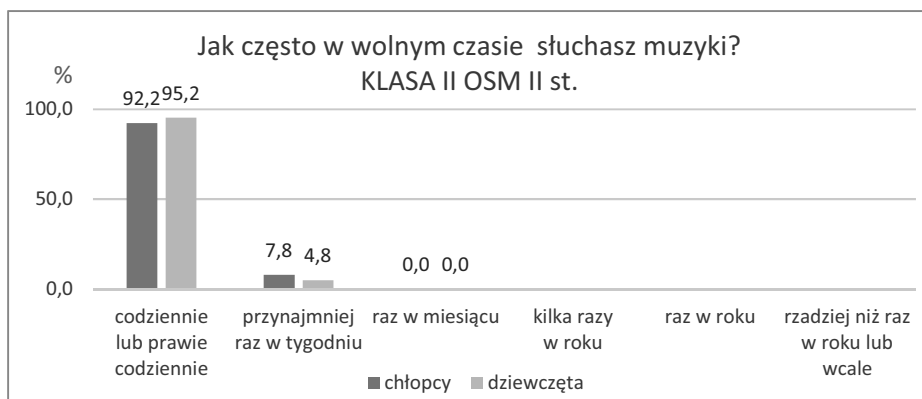 Jak często w wolnym czasie słuchasz muzyki?
KLASA II OSM II st.
%
100,0
50,0
0,0
92,2
95,2
7,8
4,8
0,0
0,0
codziennie
lub prawie
codziennie
przynajmniej
raz w tygodniu
raz w miesiącu
kilka razy
w roku
raz w roku
rzadziej niż raz
w roku lub
wcale
chłopcy
dziewczęta